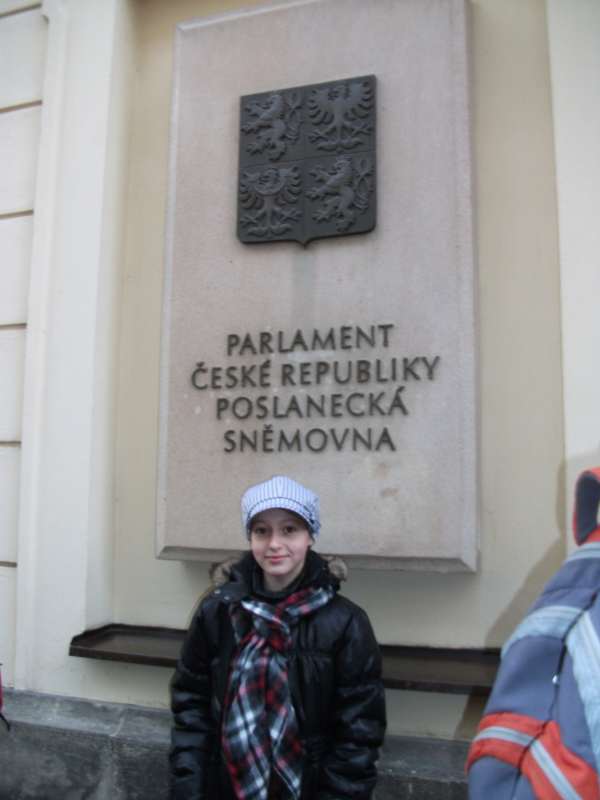 PARLAMENT
ČESKÉ REPUBLIKY
POSLANECKÁ
SNĚMOVNA